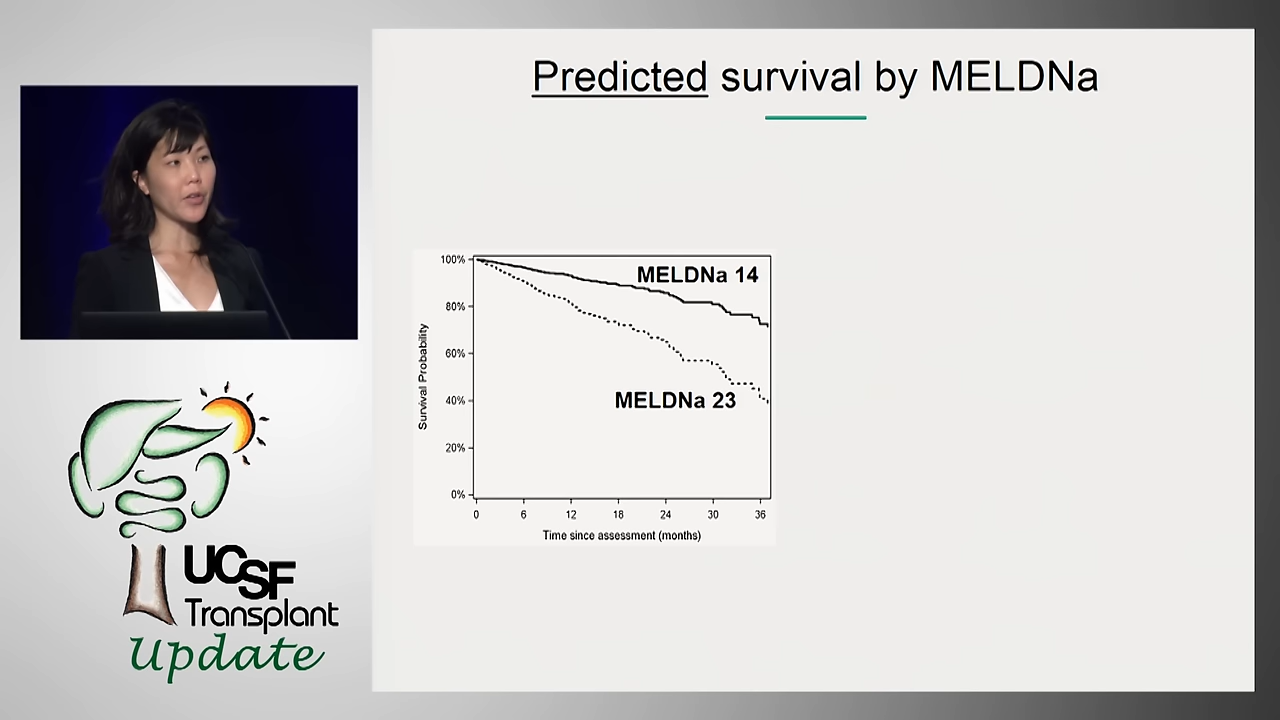 Predicted survival by MELDNa
100%
80%
60%
40%
20%
0%
Survival Probability
MELDNa 14
MELDNa 23
0 6 12 18 24 30 36
Time since assessment (months)
UCSF
Transplant
Update